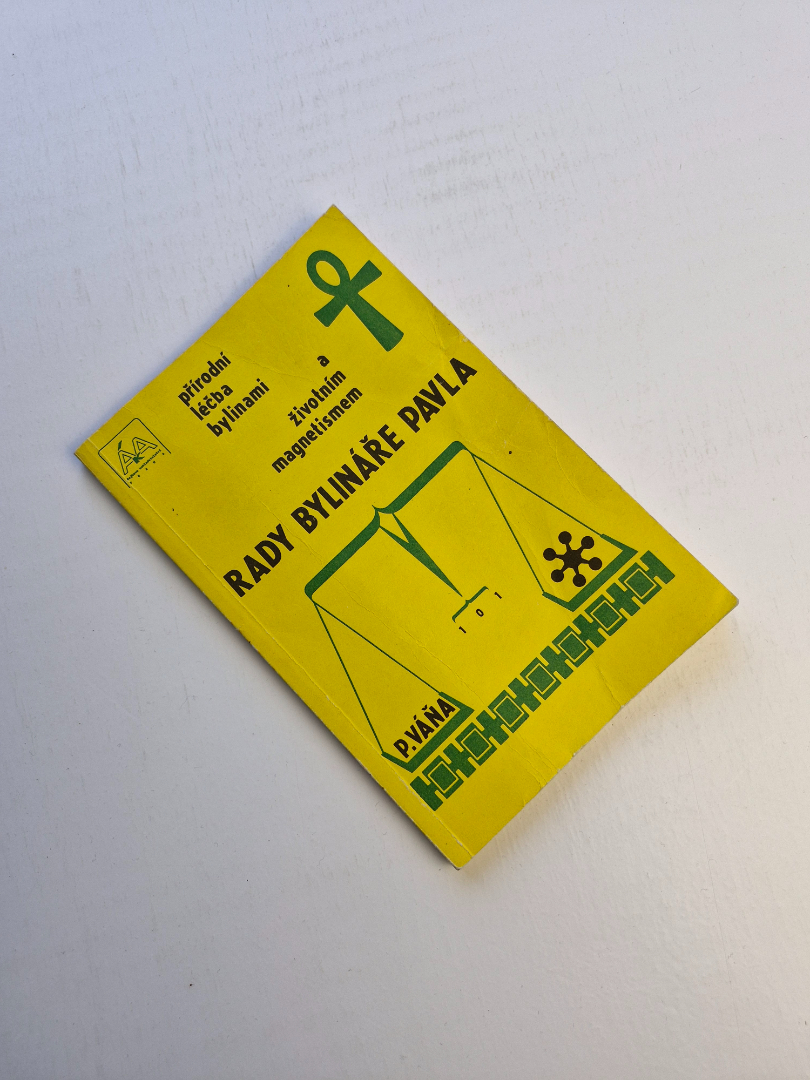 přírodní
léčba
bylinami
a
životním
magnetismem
RADY BYLINÁŘE PAVLA
1 0 1
P. VÁŇA